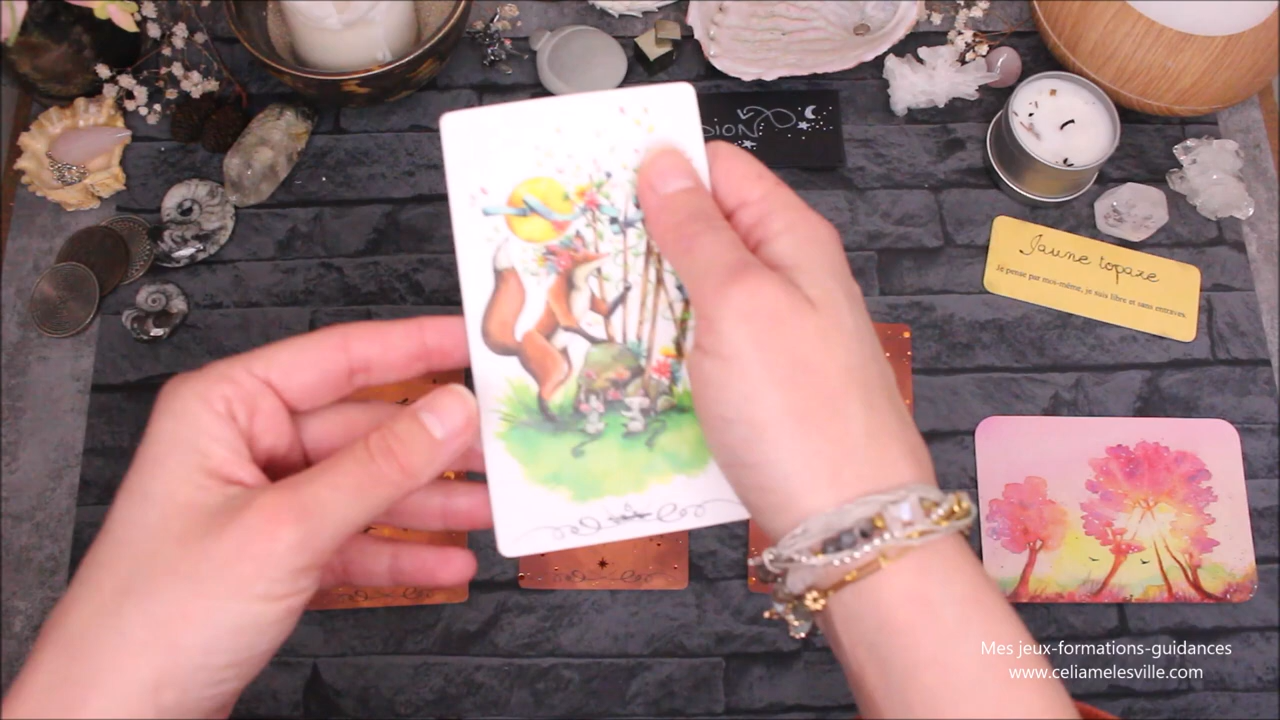 Jaune topaze
Je pense par moi-même, je suis libre et sans entraves.
Mes jeux-formations-guidances
www.celiamelesville.com